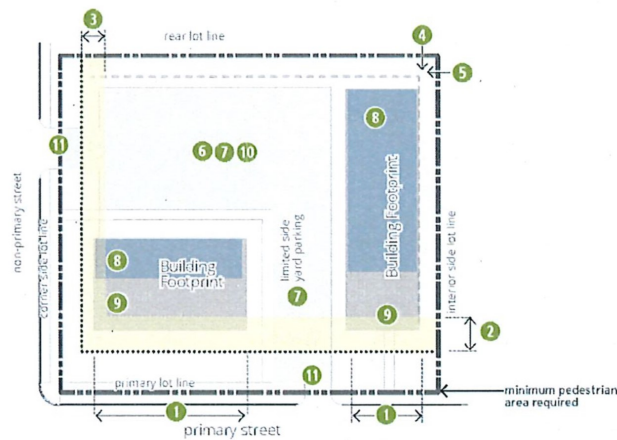 3
rear lot line
4
5
8
11
6 7 10
non-primary street
corner side lot line
Building Footprint
interior side lot line
limited side
yard parking
8
Building
Footprint
7
9
9
2
primary lot line
11
minimum pedestrian
area required
1
1
primary street